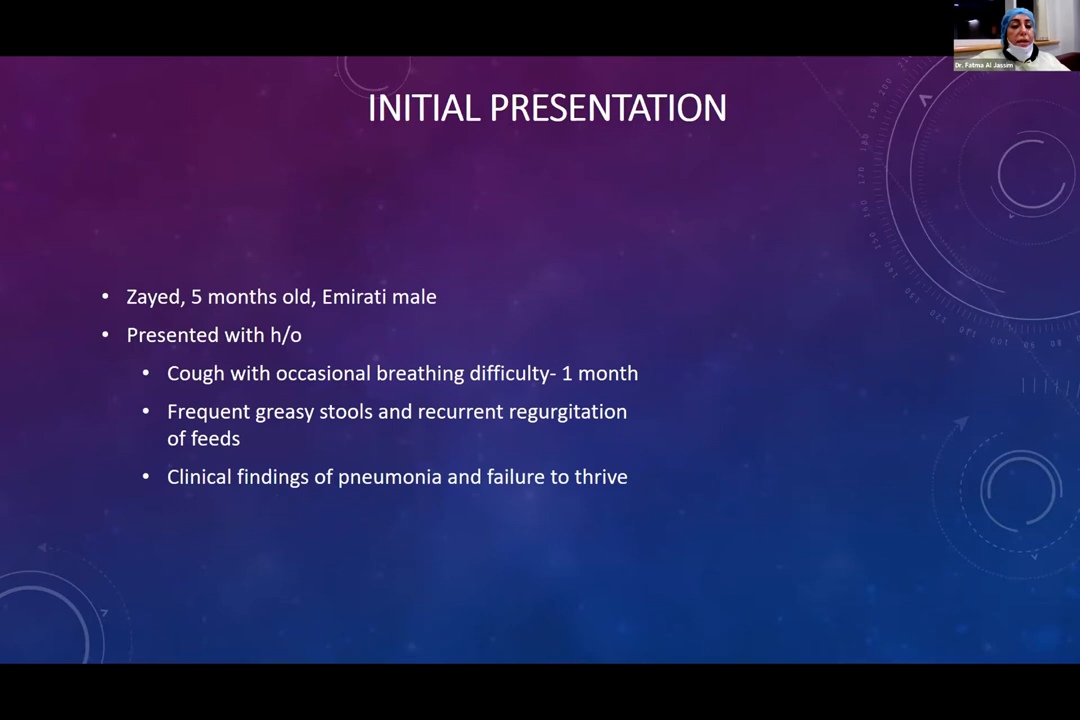 Dr. Fatma Al Jassim
INITIAL PRESENTATION
• Zayed, 5 months old, Emirati male
• Presented with h/o
• Cough with occasional breathing difficulty- 1 month
• Frequent greasy stools and recurrent regurgitation
of feeds
• Clinical findings of pneumonia and failure to thrive